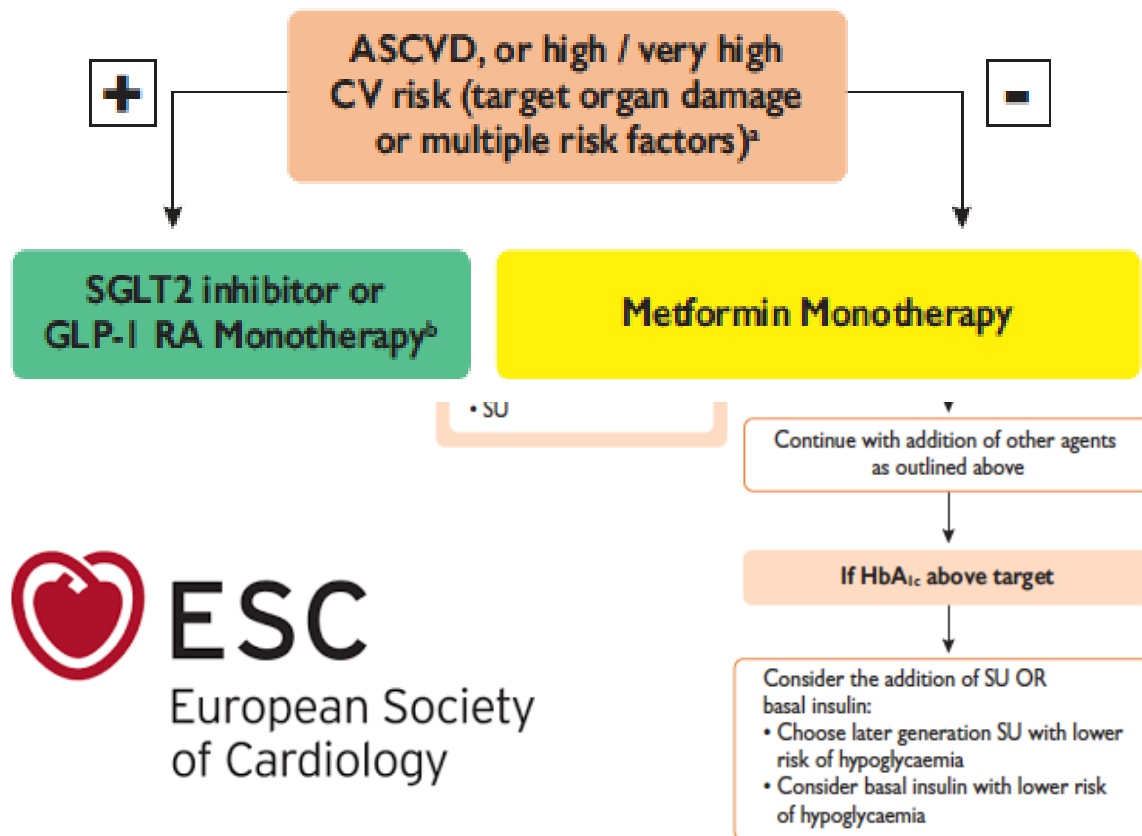 ASCVD, or high / very high
CV risk (target organ damage
or multiple risk factors)ᵃ
+
-
SGLT2 inhibitor or
GLP-1 RA Monotherapyᵇ
Metformin Monotherapy
• SU
Continue with addition of other agents
as outlined above
If HbA1c above target
Consider the addition of SU OR
basal insulin:
• Choose later generation SU with lower
risk of hypoglycaemia
• Consider basal insulin with lower risk
of hypoglycaemia
ESC
European Society
of Cardiology